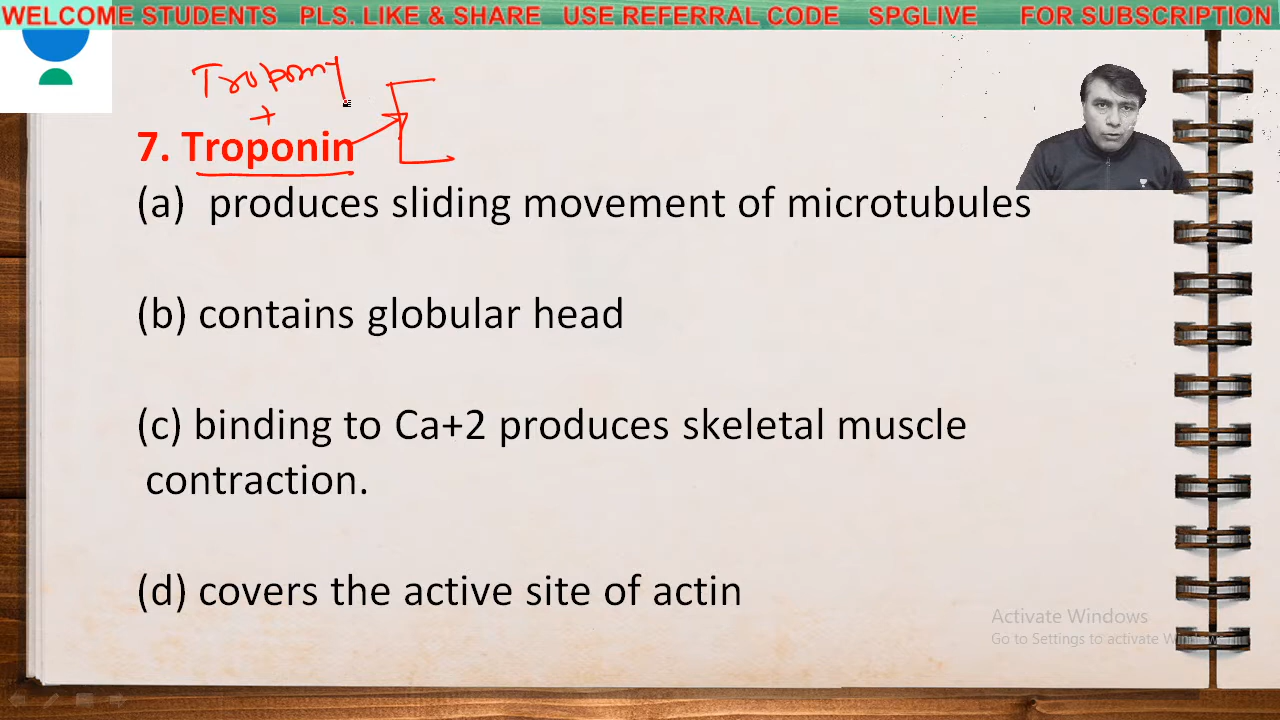 WELCOME STUDENTS PLS. LIKE & SHARE USE REFERRAL CODE SPGLIVE FOR SUBSCRIPTION
Tropomy
+
7. Troponin
(a) produces sliding movement of microtubules
(b) contains globular head
(c) binding to Ca+2 produces skeletal muscle
contraction.
(d) covers the active site of actin
Activate Windows
Go to Settings to activate